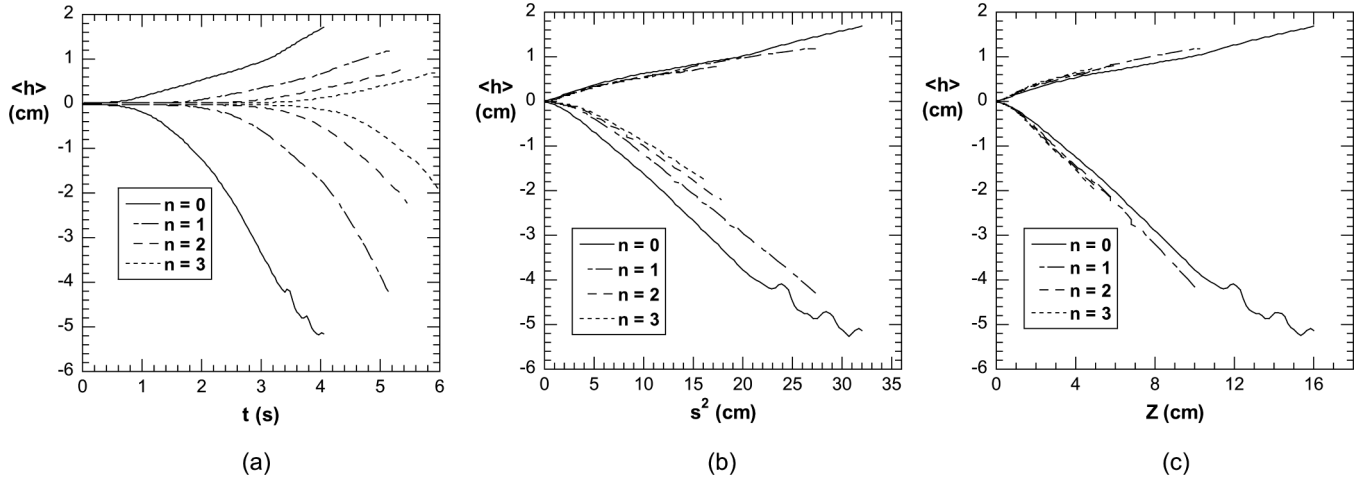 2
1
0
-1
-2
-3
-4
-5
-6
<h>
(cm)
n = 0
n = 1
n = 2
n = 3
0 1 2 3 4 5 6
t (s)
(a)
2
1
0
-1
-2
-3
-4
-5
-6
<h>
(cm)
n = 0
n = 1
n = 2
n = 3
0 5 10 15 20 25 30 35
s² (cm)
(b)
2
1
0
-1
-2
-3
-4
-5
-6
<h>
(cm)
n = 0
n = 1
n = 2
n = 3
0 4 8 12 16
Z (cm)
(c)